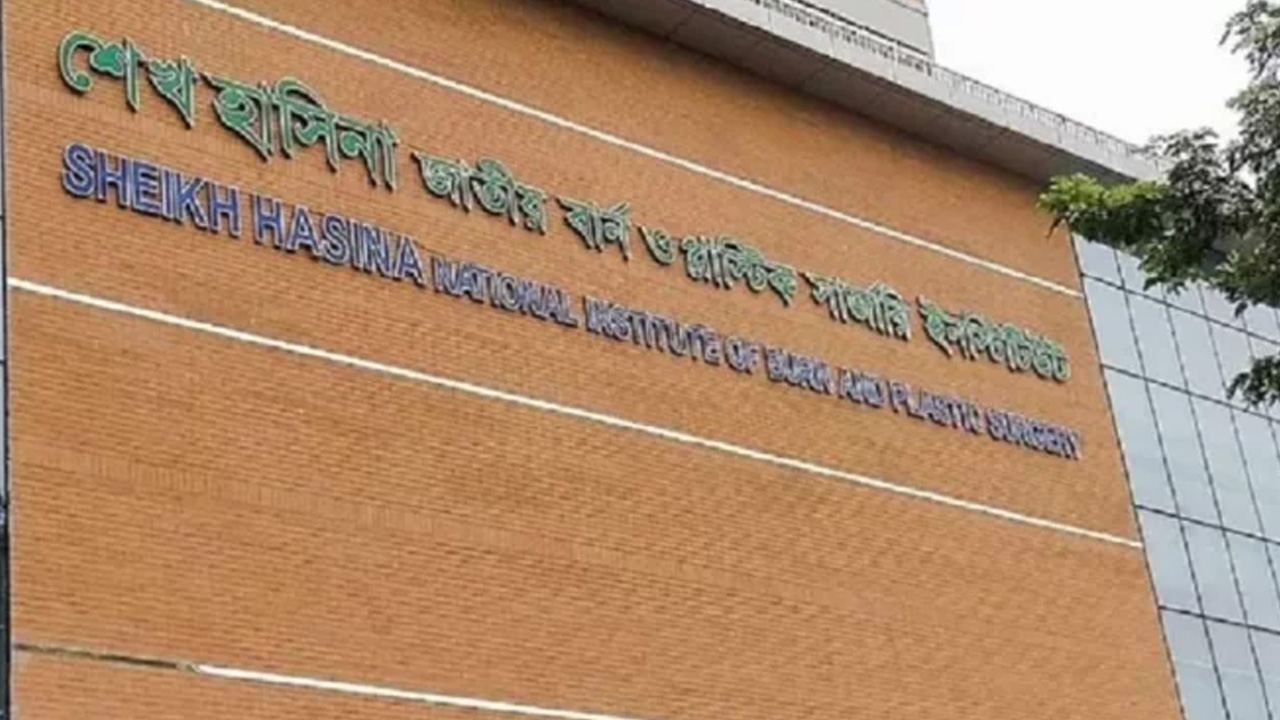 শেখ হাসিনা জাতীয় বার্ন ও প্লাস্টিক সার্জারি ইনস্টিটিউট
SHEIKH HASINA NATIONAL INSTITUTE OF BURN AND PLASTIC SURGERY